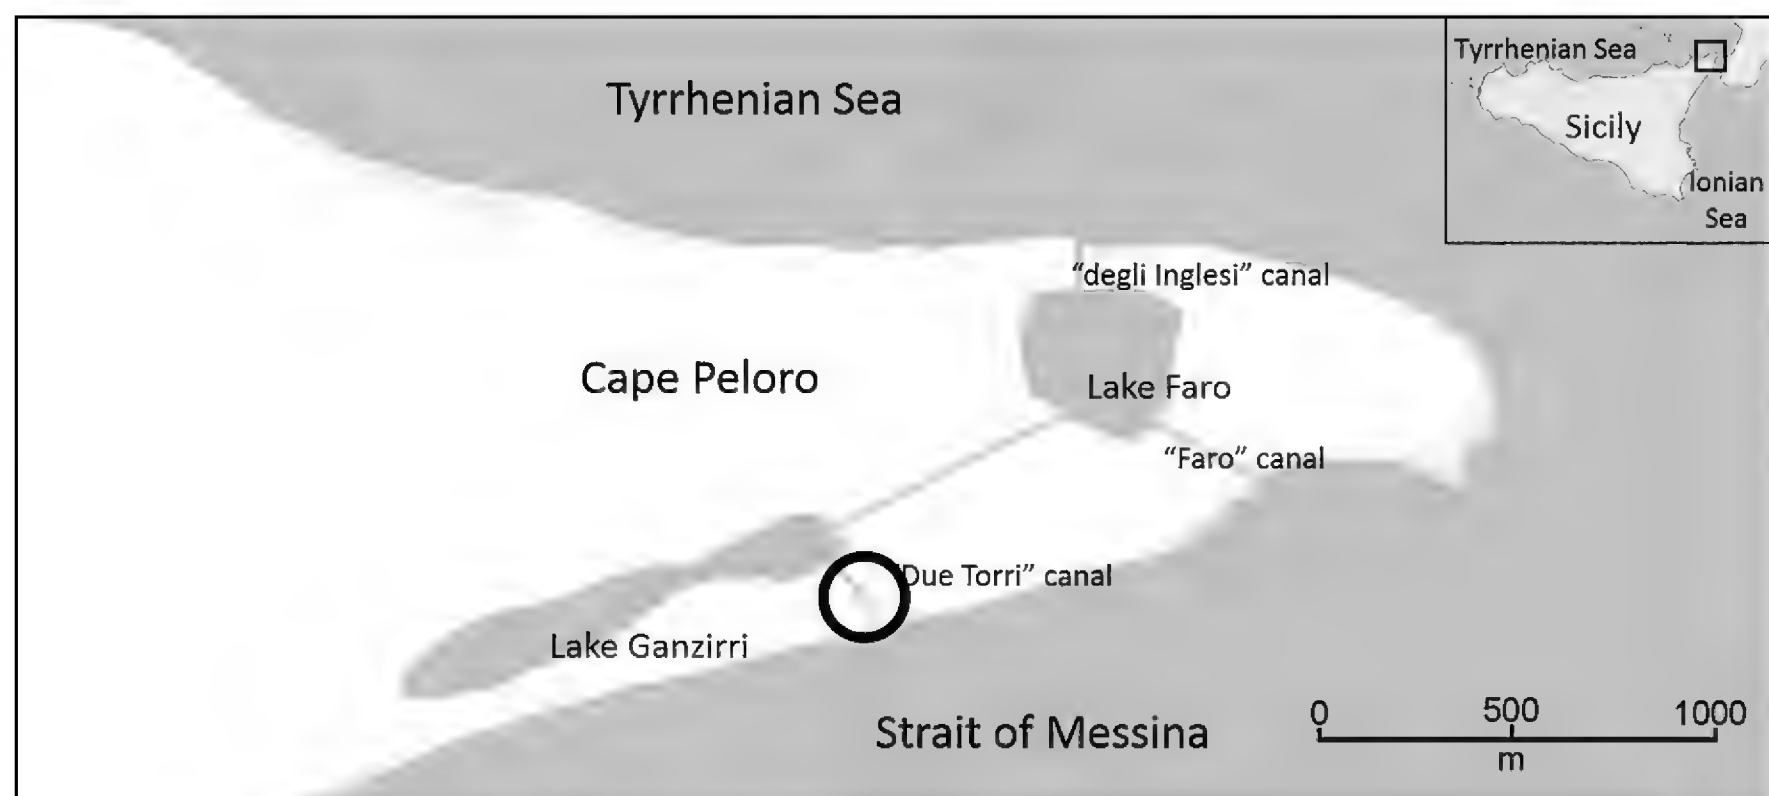 Tyrrhenian Sea
Tyrrhenian Sea
Sicily
Ionian
Sea
“degli Inglesi” canal
Cape Peloro
Lake Faro
“Faro” canal
“Due Torri” canal
Lake Ganzirri
Strait of Messina
0 500 1000
m